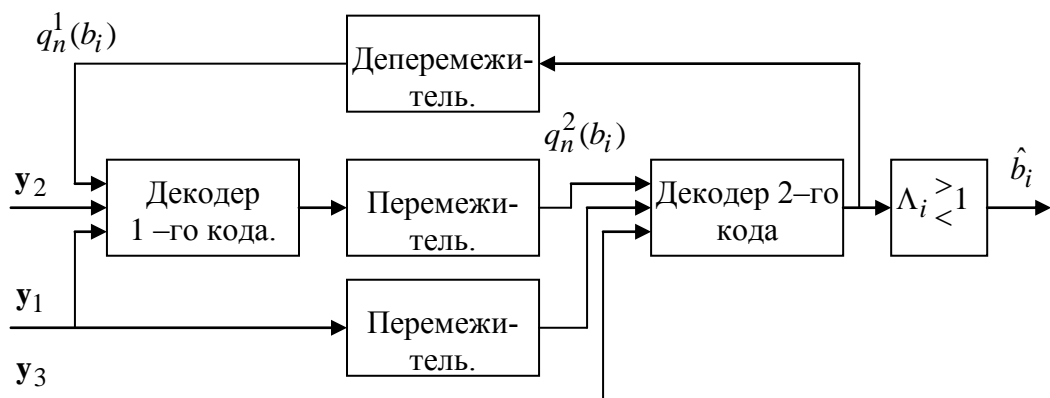 q_n^1(b_i)
Деперемежи-
тель.
q_n^2(b_i)
y_2
Декодер
1 –го кода.
Перемежи-
тель.
Декодер 2–го
кода
Λ_i > < 1
b̂_i
y_1
Перемежи-
тель.
y_3